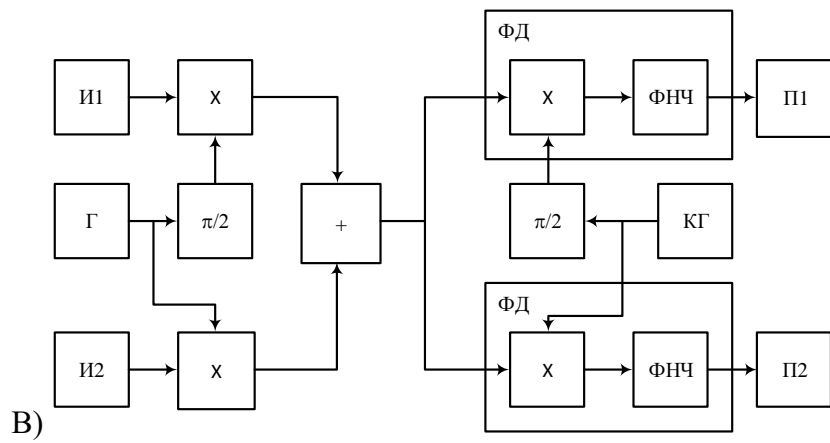 ФД
И1
X
X
ФНЧ
П1
Г
π/2
+
π/2
КГ
ФД
И2
X
X
ФНЧ
П2
В)